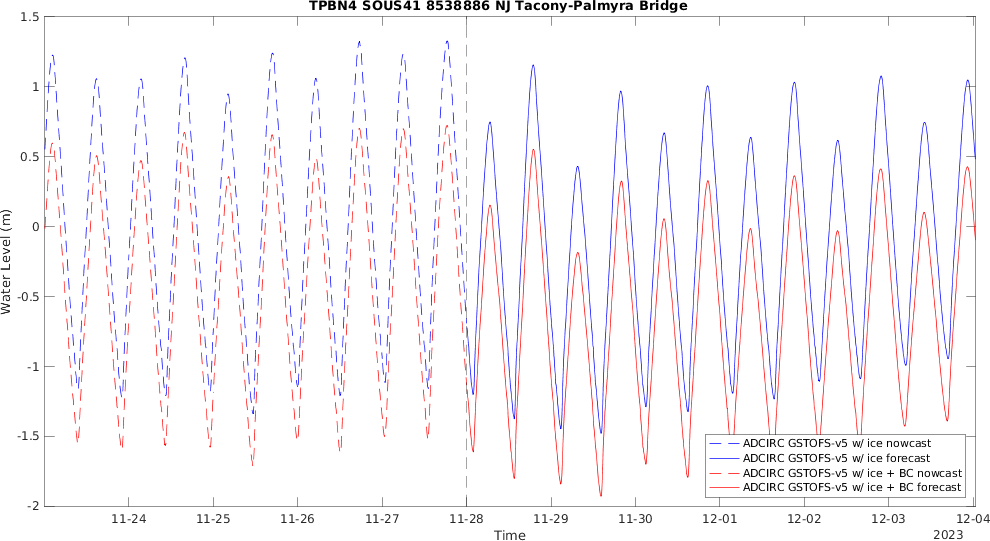 TPBN4 SOUS41 8538886 NJ Tacony-Palmyra Bridge
1.5
1
0.5
0
-0.5
-1
-1.5
-2
Water Level (m)
11-24
11-25
11-26
11-27
11-28
11-29
11-30
12-01
12-02
12-03
12-04
2023
Time
ADCIRC GSTOFS-v5 w/ ice nowcast
ADCIRC GSTOFS-v5 w/ ice forecast
ADCIRC GSTOFS-v5 w/ ice + BC nowcast
ADCIRC GSTOFS-v5 w/ ice + BC forecast